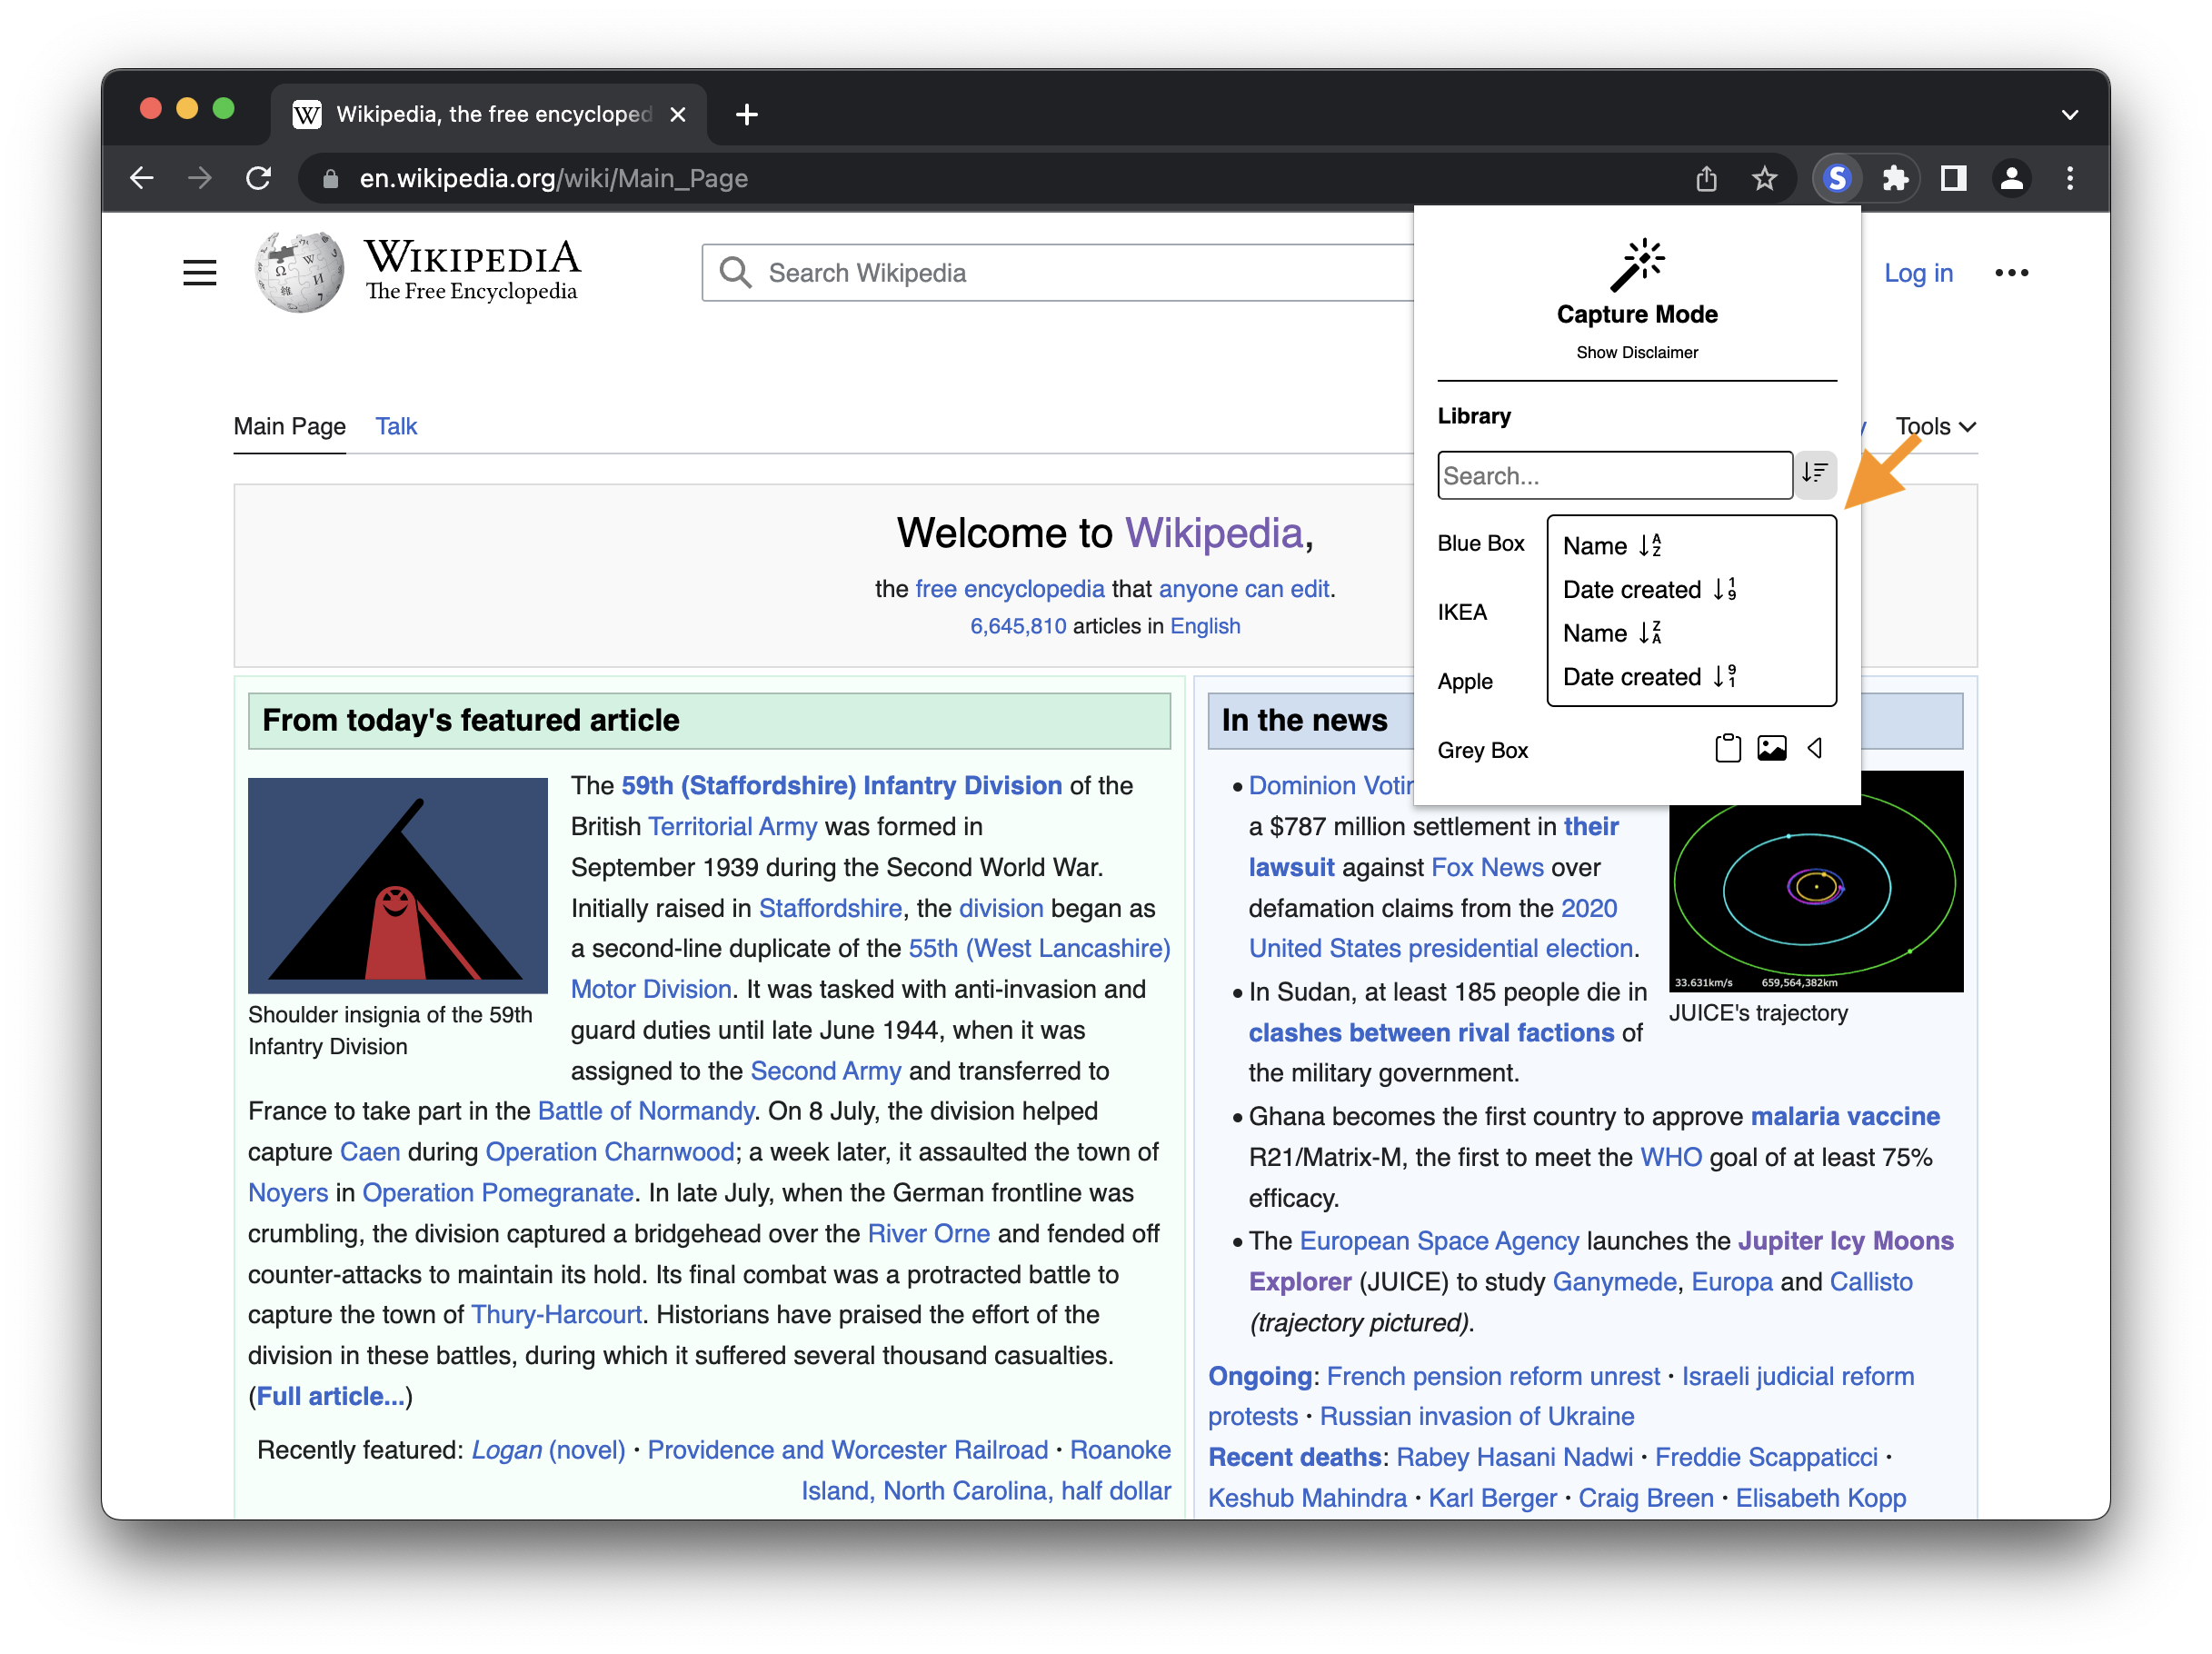 Wikipedia, the free encycloped
en.wikipedia.org/wiki/Main_Page
WIKIPEDIA
The Free Encyclopedia
Search Wikipedia
Log in
Capture Mode
Show Disclaimer
Library
Search...
Blue Box
IKEA
Apple
Grey Box
Name
Date created
Name
Date created
Main Page
Talk
Tools
Welcome to Wikipedia,
the free encyclopedia that anyone can edit.
6,645,810 articles in English
From today's featured article
The 59th (Staffordshire) Infantry Division of the
British Territorial Army was formed in
September 1939 during the Second World War.
Initially raised in Staffordshire, the division began as
a second-line duplicate of the 55th (West Lancashire)
Motor Division. It was tasked with anti-invasion and
guard duties until late June 1944, when it was
assigned to the Second Army and transferred to
France to take part in the Battle of Normandy. On 8 July, the division helped
capture Caen during Operation Charnwood; a week later, it assaulted the town of
Noyers in Operation Pomegranate. In late July, when the German frontline was
crumbling, the division captured a bridgehead over the River Orne and fended off
counter-attacks to maintain its hold. Its final combat was a protracted battle to
capture the town of Thury-Harcourt. Historians have praised the effort of the
division in these battles, during which it suffered several thousand casualties.
(Full article...)
Shoulder insignia of the 59th
Infantry Division
Recently featured: Logan (novel) · Providence and Worcester Railroad · Roanoke
Island, North Carolina, half dollar
In the news
Dominion Votin
a $787 million settlement in their
lawsuit against Fox News over
defamation claims from the 2020
United States presidential election.
In Sudan, at least 185 people die in
clashes between rival factions of
the military government.
33.631km/s 659,564,382km
JUICE's trajectory
Ghana becomes the first country to approve malaria vaccine
R21/Matrix-M, the first to meet the WHO goal of at least 75%
efficacy.
The European Space Agency launches the Jupiter Icy Moons
Explorer (JUICE) to study Ganymede, Europa and Callisto
(trajectory pictured).
Ongoing: French pension reform unrest · Israeli judicial reform
protests · Russian invasion of Ukraine
Recent deaths: Rabey Hasani Nadwi · Freddie Scappaticci ·
Keshub Mahindra · Karl Berger · Craig Breen · Elisabeth Kopp